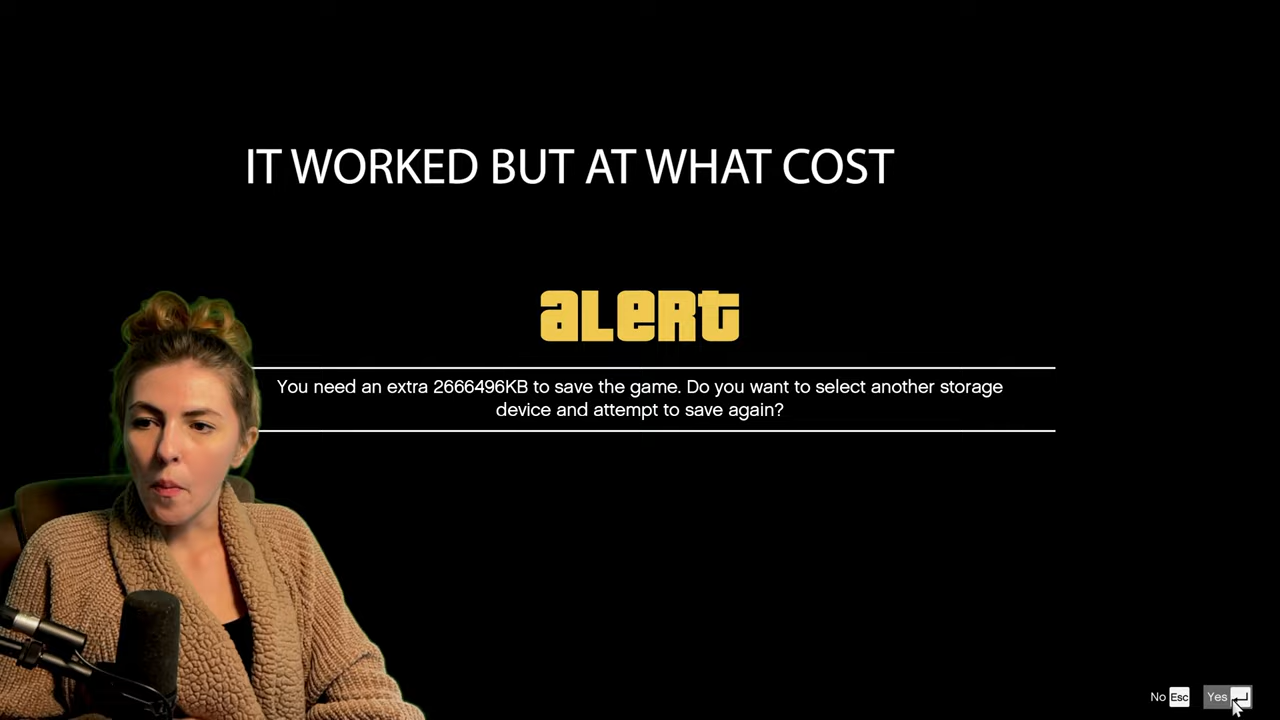 IT WORKED BUT AT WHAT COST
aLeRt
You need an extra 2666496KB to save the game. Do you want to select another storage
device and attempt to save again?
No Esc Yes